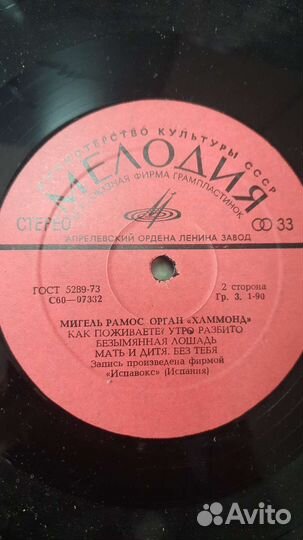 МИНИСТЕРСТВО КУЛЬТУРЫ СССР
МЕЛОДИЯ
ФИРМА ГРАМПЛАСТИНОК
СТЕРЕО
33
АПРЕЛЕВСКИЙ ОРДЕНА ЛЕНИНА ЗАВОД
ГОСТ 5289-73
С60—07332
2 сторона
Гр. 3. 1-90
МИГЕЛЬ РАМОС. ОРГАН «ХАММОНД»
КАК ПОЖИВАЕТЕ? УТРО РАЗБИТО
БЕЗЫМЯННАЯ ЛОШАДЬ
МАТЬ И ДИТЯ. БЕЗ ТЕБЯ
Запись произведена фирмой
«Испавокс» (Испания)
Avito